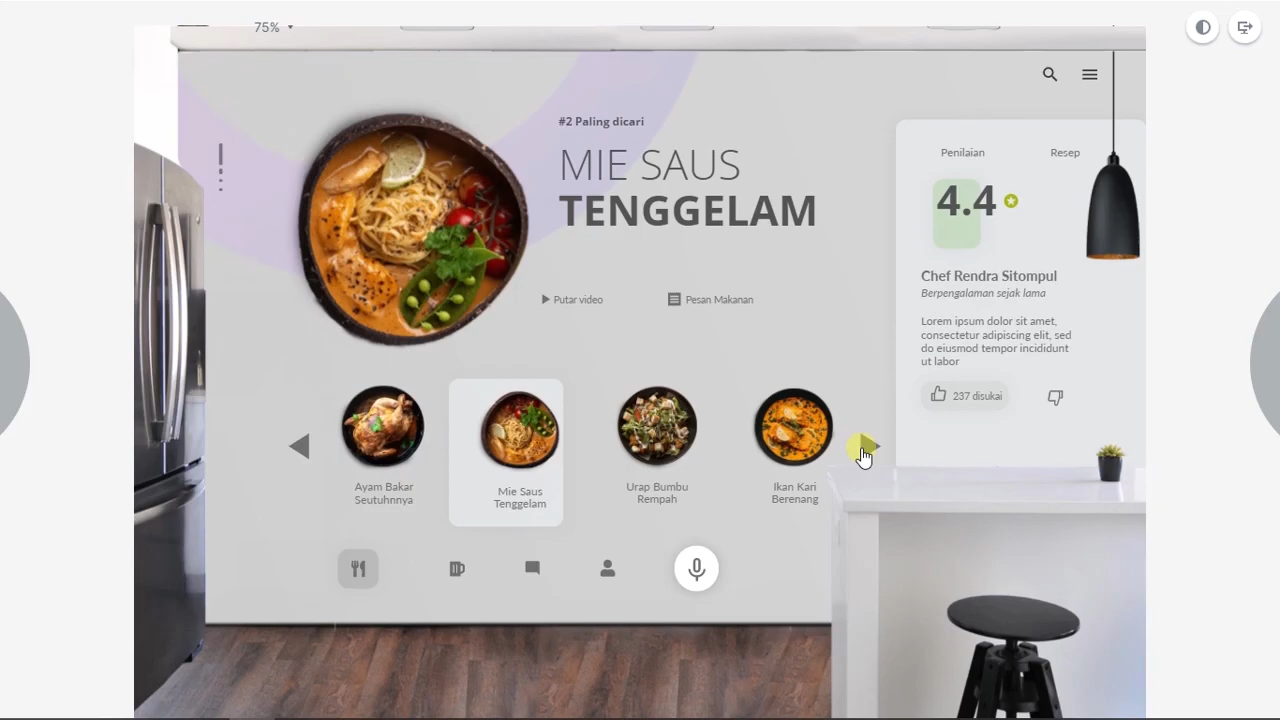 75%
#2 Paling dicari
MIE SAUS
TENGGELAM
Putar video
Pesan Makanan
Penilaian
Resep
4.4
Chef Rendra Sitompul
Berpengalaman sejak lama
Lorem ipsum dolor sit amet,
consectetur adipiscing elit, sed
do eiusmod tempor incididunt
ut labor
237 disukai
Ayam Bakar
Seutuhnnya
Mie Saus
Tenggelam
Urap Bumbu
Rempah
Ikan Kari
Berenang